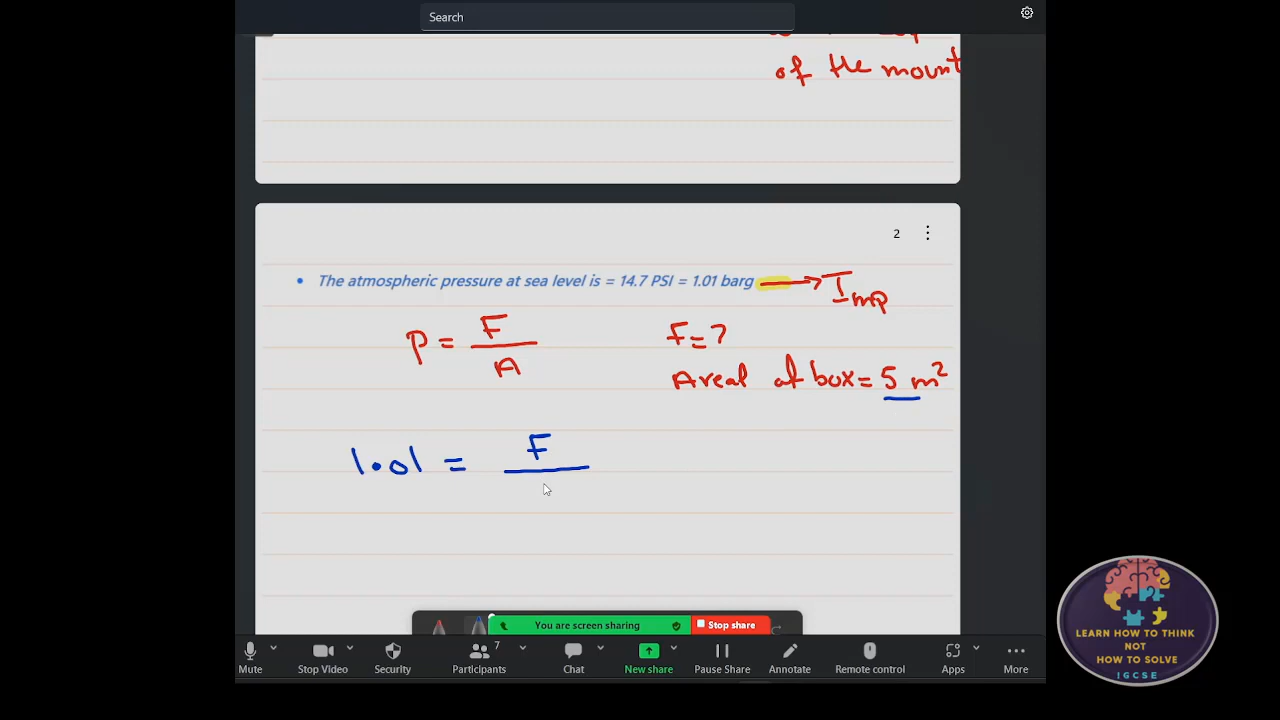 Search
of the mount
2
• The atmospheric pressure at sea level is = 14.7 PSI = 1.01 barg → Imp
P = F / A
F = ?
Areal at box = 5 m²
1.01 = F
You are screen sharing
Stop share
Mute
Stop Video
Security
7
Participants
Chat
New share
Pause Share
Annotate
Remote control
Apps
More
LEARN HOW TO THINK
NOT
HOW TO SOLVE
!GCSE